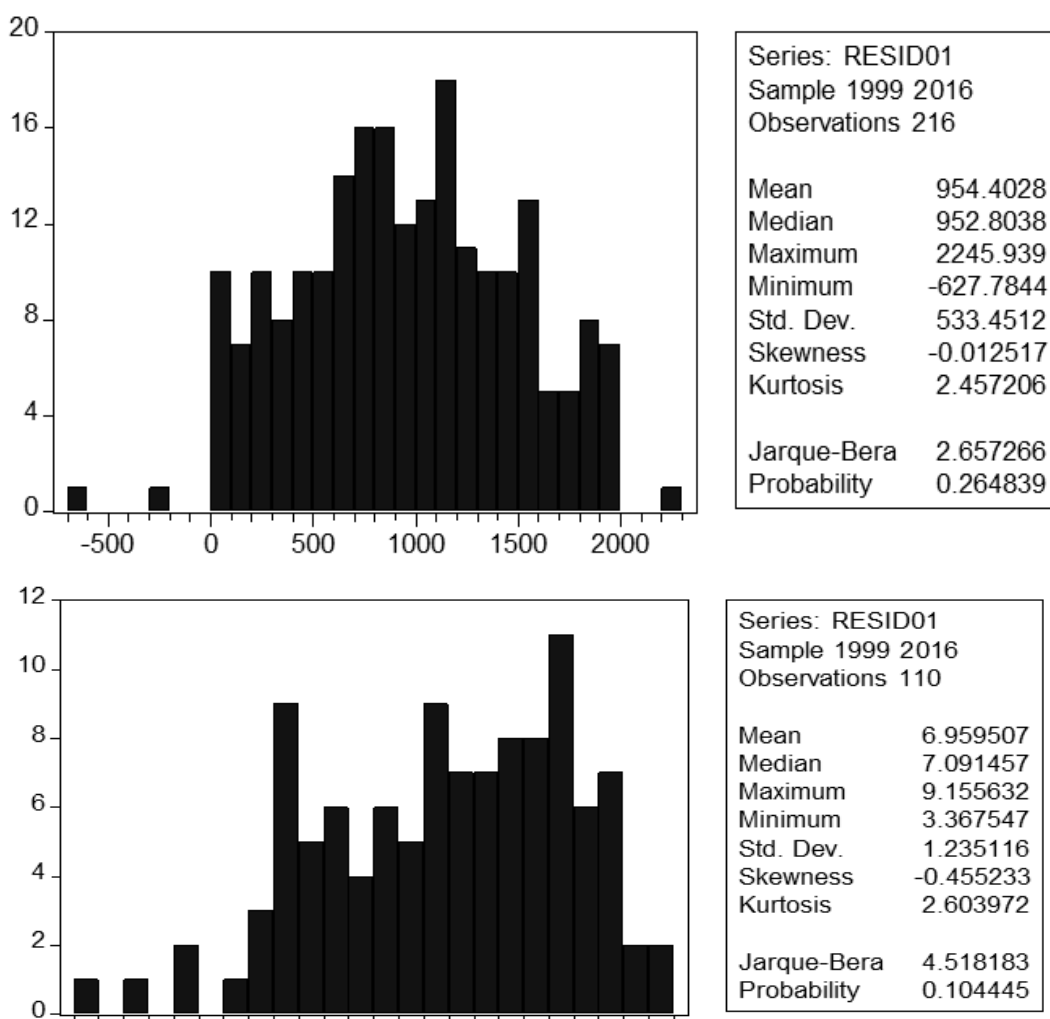 20
16
12
8
4
0
-500 0 500 1000 1500 2000
Series: RESID01
Sample 1999 2016
Observations 216
Mean 954.4028
Median 952.8038
Maximum 2245.939
Minimum -627.7844
Std. Dev. 533.4512
Skewness -0.012517
Kurtosis 2.457206
Jarque-Bera 2.657266
Probability 0.264839
12
10
8
6
4
2
0
Series: RESID01
Sample 1999 2016
Observations 110
Mean 6.959507
Median 7.091457
Maximum 9.155632
Minimum 3.367547
Std. Dev. 1.235116
Skewness -0.455233
Kurtosis 2.603972
Jarque-Bera 4.518183
Probability 0.104445